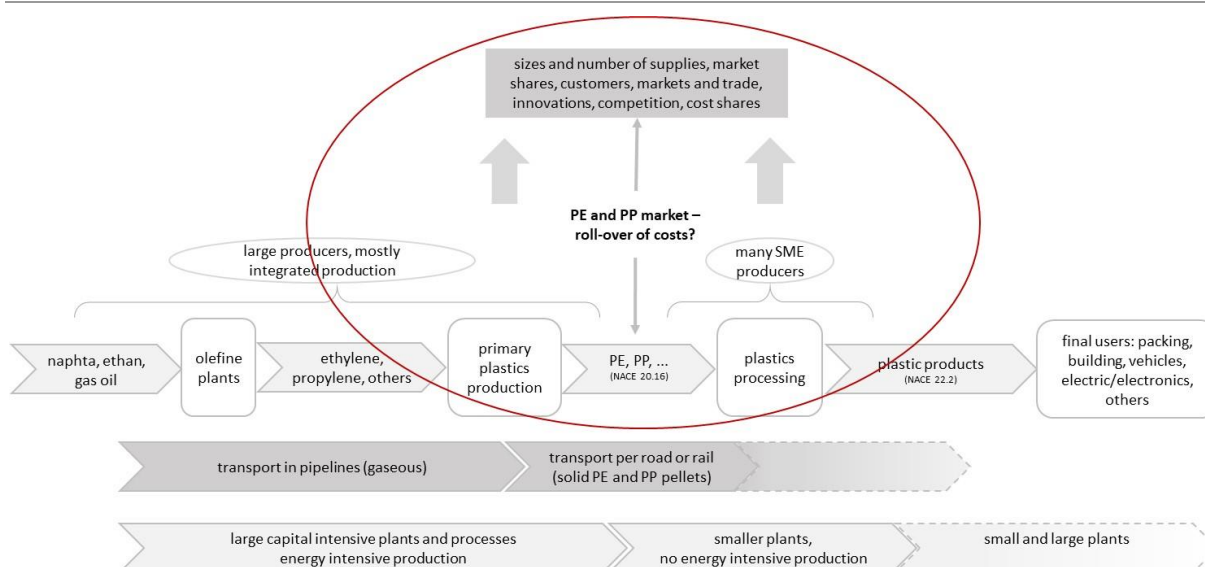 sizes and number of supplies, market
shares, customers, markets and trade,
innovations, competition, cost shares
PE and PP market –
roll-over of costs?
large producers, mostly
integrated production
many SME
producers
naphta, ethan,
gas oil
olefine
plants
ethylene,
propylene, others
primary
plastics
production
PE, PP, ...
(NACE 20.16)
plastics
processing
plastic products
(NACE 22.2)
final users: packing,
building, vehicles,
electric/electronics,
others
transport in pipelines (gaseous)
transport per road or rail
(solid PE and PP pellets)
large capital intensive plants and processes
energy intensive production
smaller plants,
no energy intensive production
small and large plants